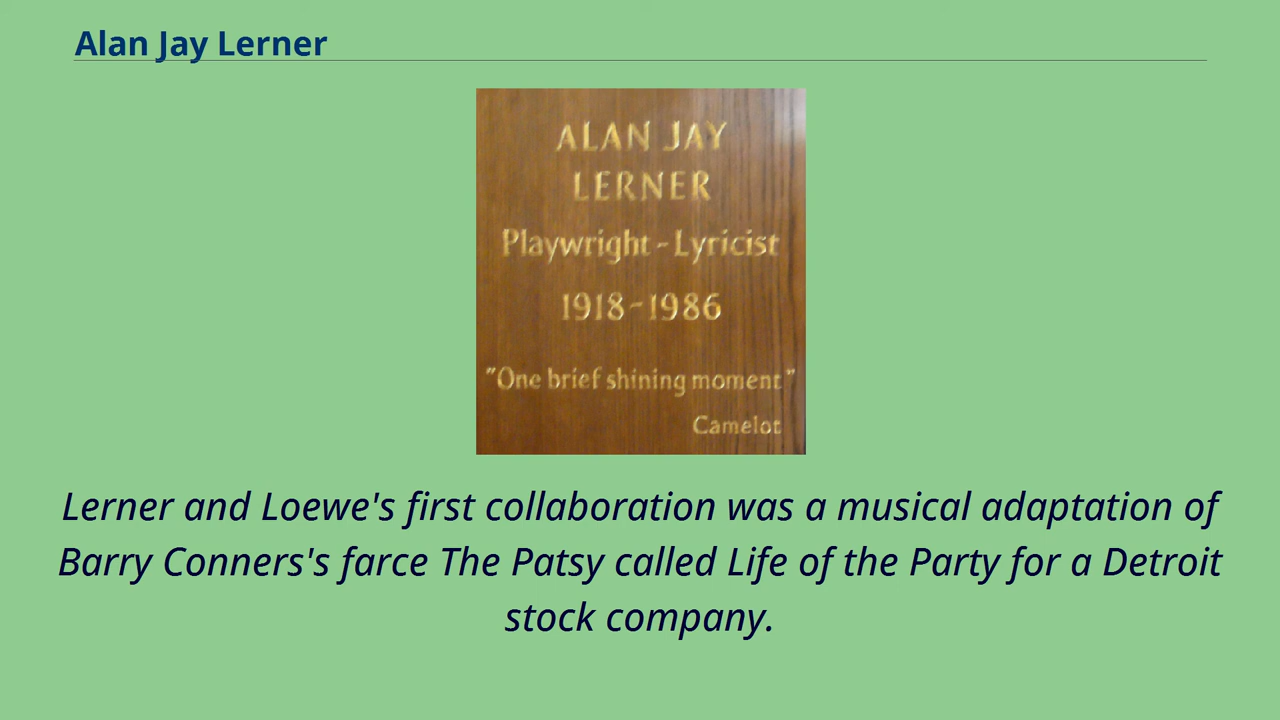 Alan Jay Lerner
ALAN JAY
LERNER
Playwright - Lyricist
1918-1986
"One brief shining moment"
Camelot
Lerner and Loewe's first collaboration was a musical adaptation of
Barry Conners's farce The Patsy called Life of the Party for a Detroit
stock company.